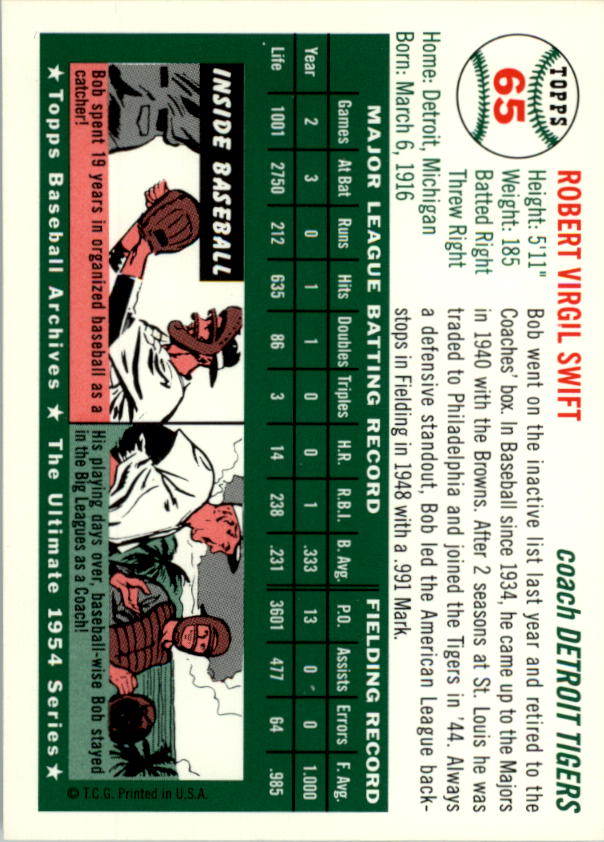 TOPPS
65
ROBERT VIRGIL SWIFT
coach DETROIT TIGERS
Height: 5'11"
Weight: 185
Batted Right
Threw Right
Home: Detroit, Michigan
Born: March 6, 1916
Bob went on the inactive list last year and retired to the
Coaches' box. In Baseball since 1934, he came up to the Majors
in 1940 with the Browns. After 2 seasons at St. Louis he was
traded to Philadelphia and joined the Tigers in '44. Always
a defensive standout, Bob led the American League back-
stops in Fielding in 1948 with a .991 Mark.
MAJOR LEAGUE BATTING RECORD FIELDING RECORD
Games At Bat Runs Hits Doubles Triples H.R. R.B.I. B. Avg. P.O. Assists Errors F. Avg.
Year 2 3 0 1 1 0 0 1 .333 13 0 0 1.000
Life 1001 2750 212 635 86 3 14 238 .231 3601 477 64 .985
INSIDE BASEBALL
Bob spent 19 years in organized baseball as a
catcher!
His playing days over, baseball-wise Bob stayed
in the Big Leagues as a Coach!
★ Topps Baseball Archives ★ The Ultimate 1954 Series ★
© T.C.G. Printed in U.S.A.